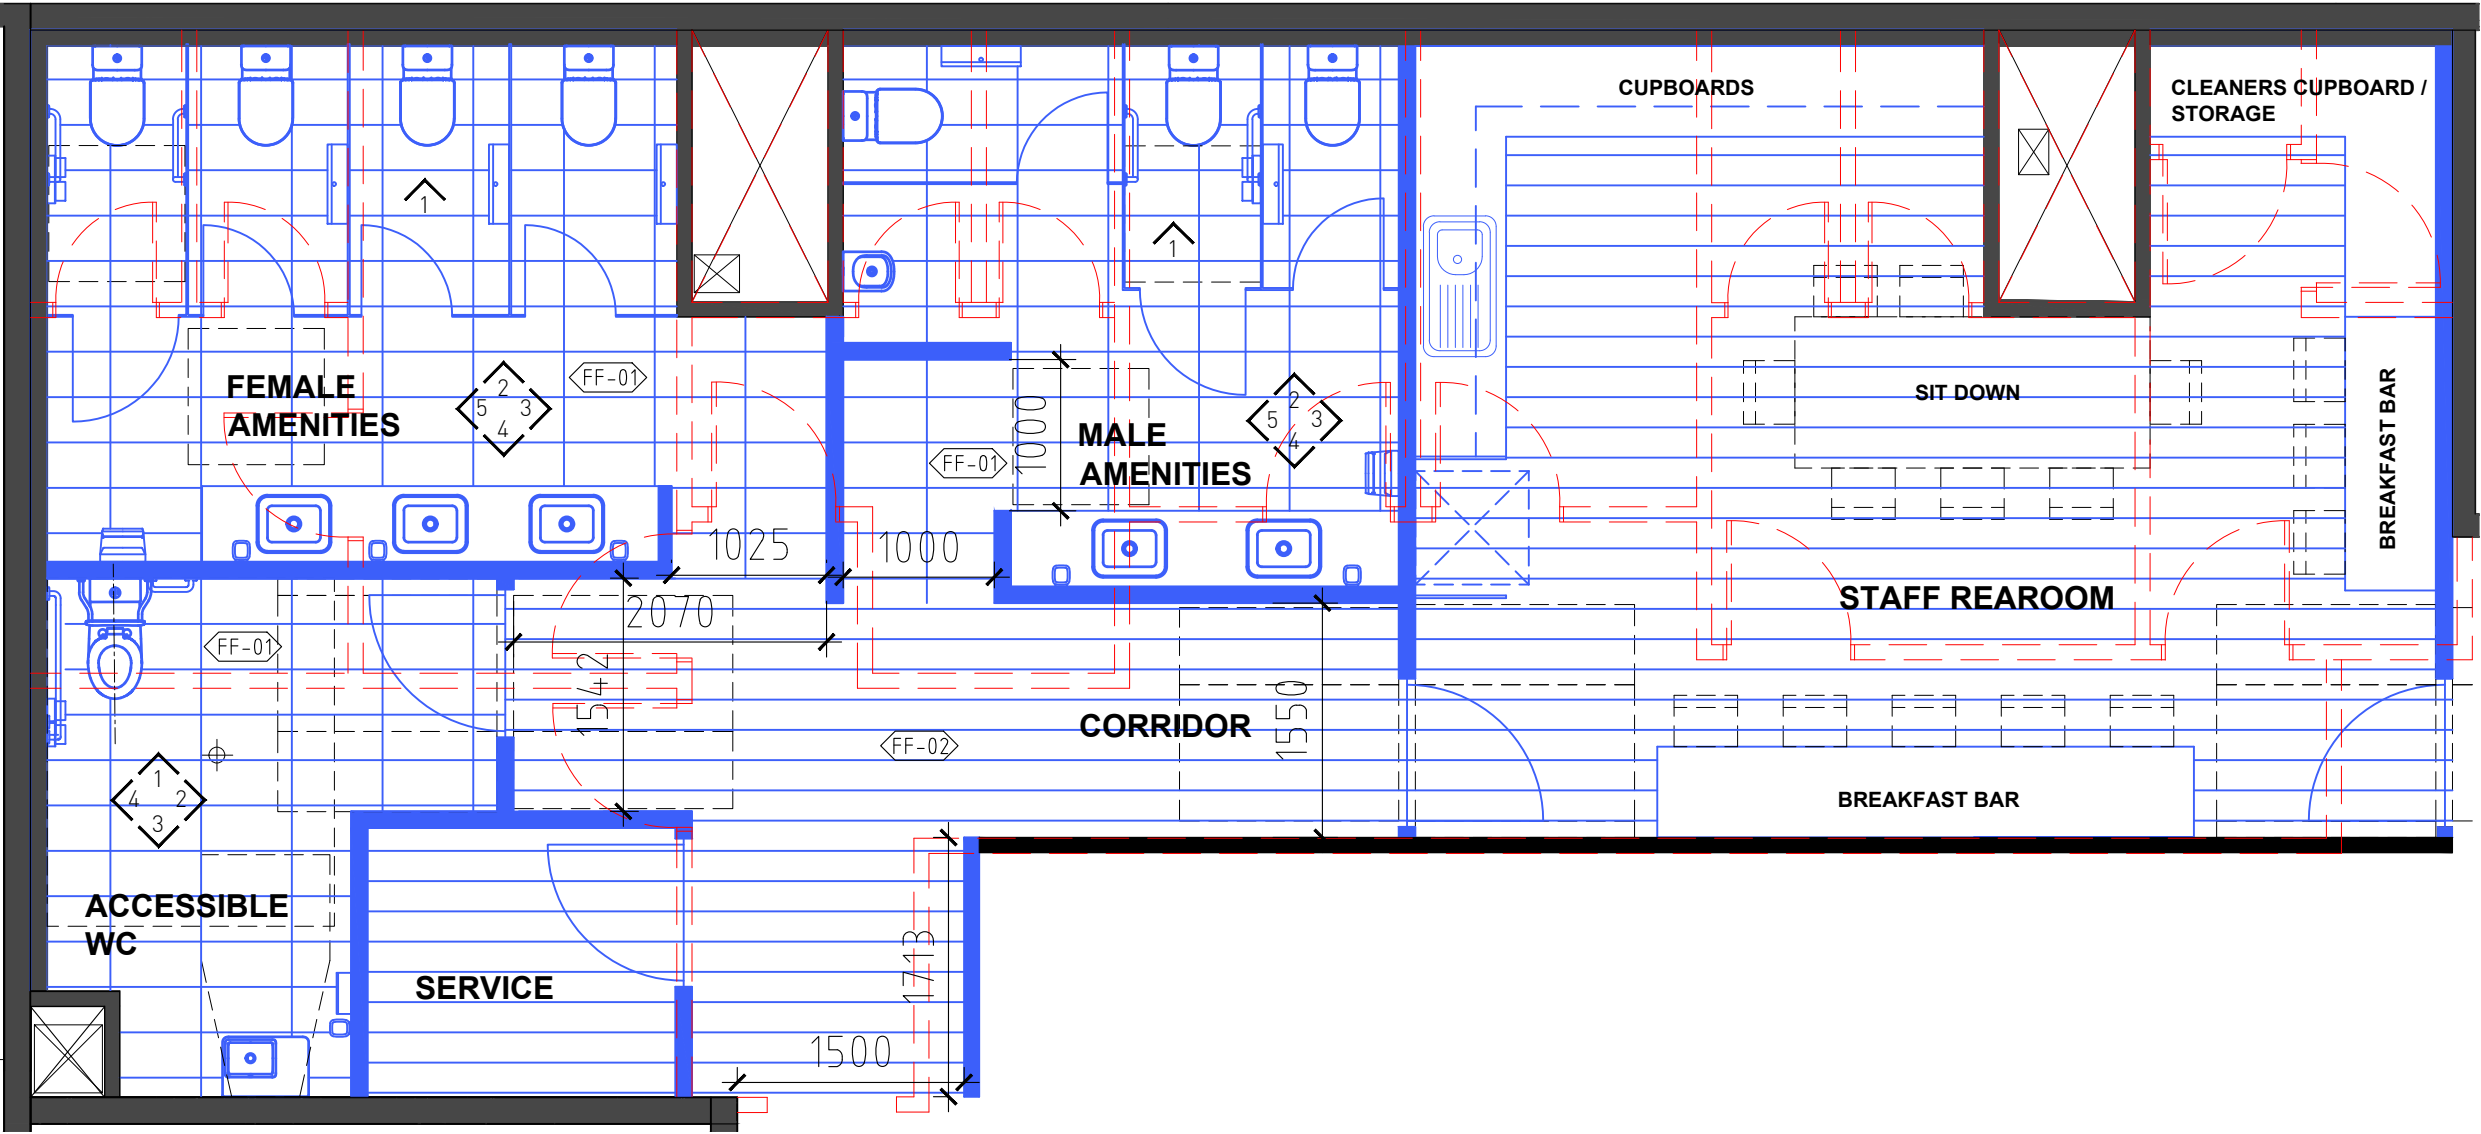 CUPBOARDS
CLEANERS CUPBOARD /
STORAGE
1
1
FEMALE
AMENITIES
2
5 3
4
FF-01
1000
MALE
AMENITIES
2
5 3
4
FF-01
SIT DOWN
BREAKFAST BAR
1025
1000
2070
1542
FF-01
STAFF REAROOM
CORRIDOR
1550
FF-02
1
4 2
3
BREAKFAST BAR
ACCESSIBLE
WC
SERVICE
1713
1500